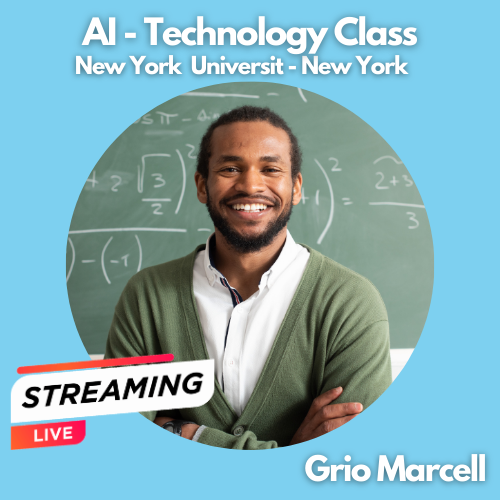 AI - Technology Class
New York Universit - New York
STREAMING
LIVE
Grio Marcell